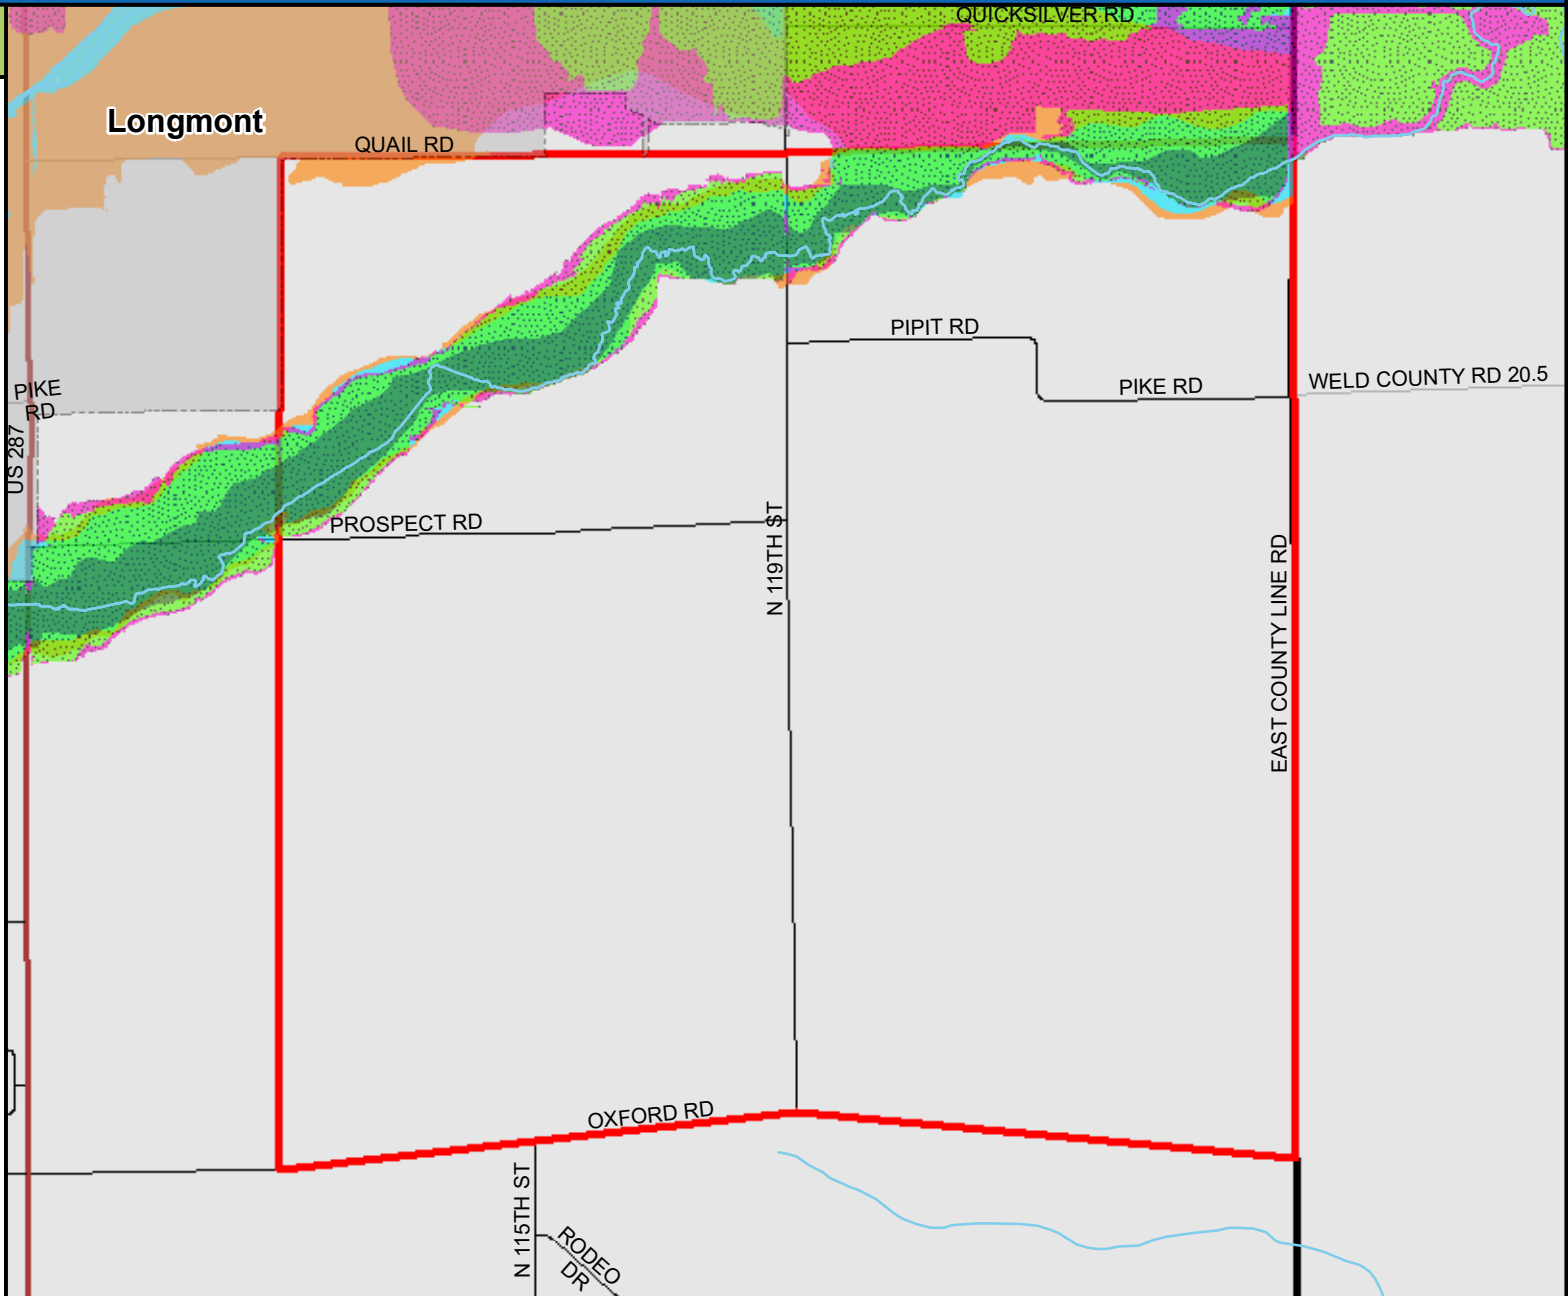 QUICKSILVER RD
Longmont
QUAIL RD
PIPIT RD
PIKE
RD
PIKE RD
WELD COUNTY RD 20.5
US 287
PROSPECT RD
N 119TH ST
EAST COUNTY LINE RD
OXFORD RD
N 115TH ST
RODEO
DR